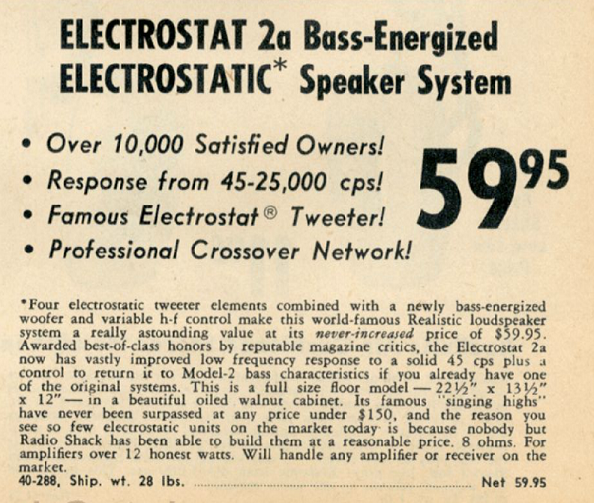 ELECTROSTAT 2a Bass-Energized
ELECTROSTATIC* Speaker System
• Over 10,000 Satisfied Owners!
• Response from 45-25,000 cps!
• Famous Electrostat® Tweeter!
• Professional Crossover Network!
59 95
*Four electrostatic tweeter elements combined with a newly bass-energized
woofer and variable h-f control make this world-famous Realistic loudspeaker
system a really astounding value at its never-increased price of $59.95.
Awarded best-of-class honors by reputable magazine critics, the Electrostat 2a
now has vastly improved low frequency response to a solid 45 cps plus a
control to return it to Model-2 bass characteristics if you already have one
of the original systems. This is a full size floor model — 22½" x 13½"
x 12" — in a beautiful oiled walnut cabinet. Its famous "singing highs"
have never been surpassed at any price under $150, and the reason you
see so few electrostatic units on the market today is because nobody but
Radio Shack has been able to build them at a reasonable price. 8 ohms. For
amplifiers over 12 honest watts. Will handle any amplifier or receiver on the
market.
40-288, Ship. wt. 28 lbs. ........................................ Net 59.95